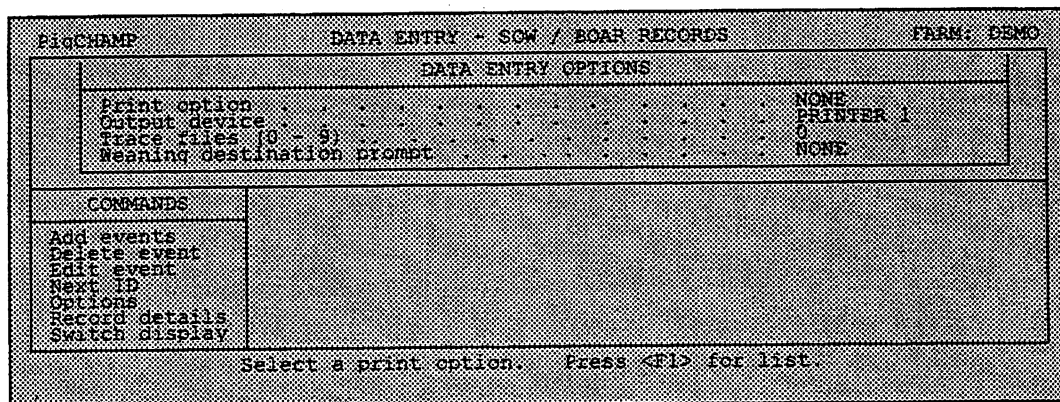 PigCHAMP DATA ENTRY - SOW / BOAR RECORDS FARM: DEMO
DATA ENTRY OPTIONS
Print option . . . . . . . . . . . . . . NONE
Output device . . . . . . . . . . . . . . PRINTER 1
Trace files (0 - 9) . . . . . . . . . . . 0
Weaning destination prompt . . . . . . . . NONE
COMMANDS
Add events
Delete event
Edit event
Next ID
Options
Record details
Switch display
Select a print option. Press <F1> for list.